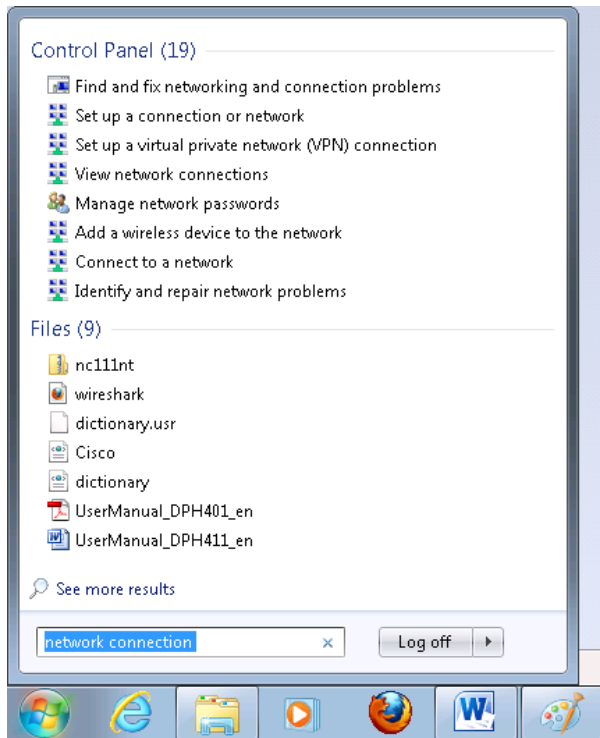 Control Panel (19)
Find and fix networking and connection problems
Set up a connection or network
Set up a virtual private network (VPN) connection
View network connections
Manage network passwords
Add a wireless device to the network
Connect to a network
Identify and repair network problems
Files (9)
nc111nt
wireshark
dictionary.usr
Cisco
dictionary
UserManual_DPH401_en
UserManual_DPH411_en
See more results
network connection
Log off